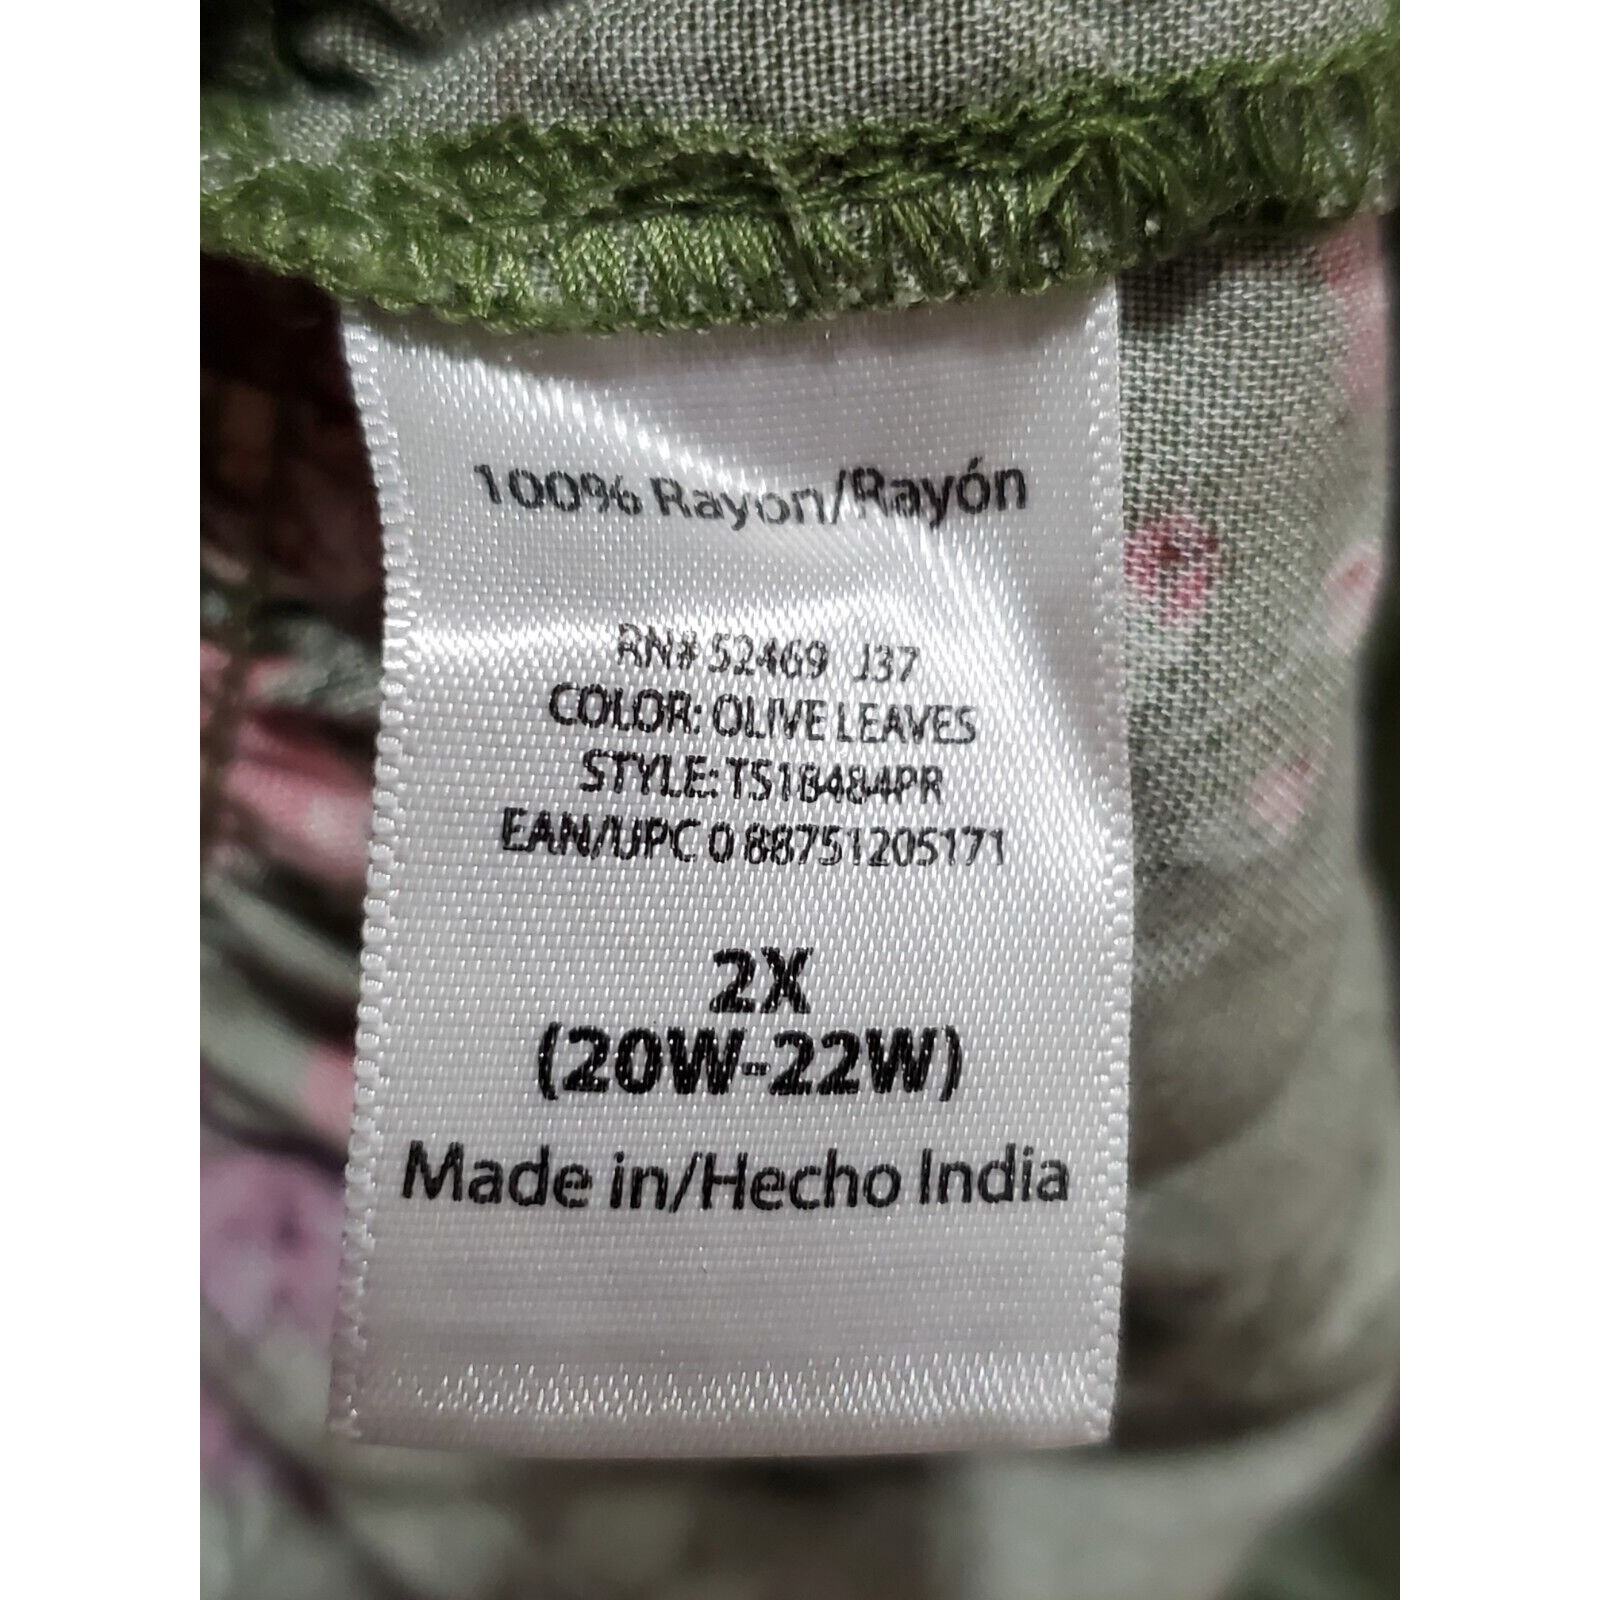 100% Rayon/Rayón
RN# 52469 J37
COLOR: OLIVE LEAVES
STYLE: TS18484PR
EAN/UPC 0 88751205171
2X
(20W-22W)
Made in/Hecho India